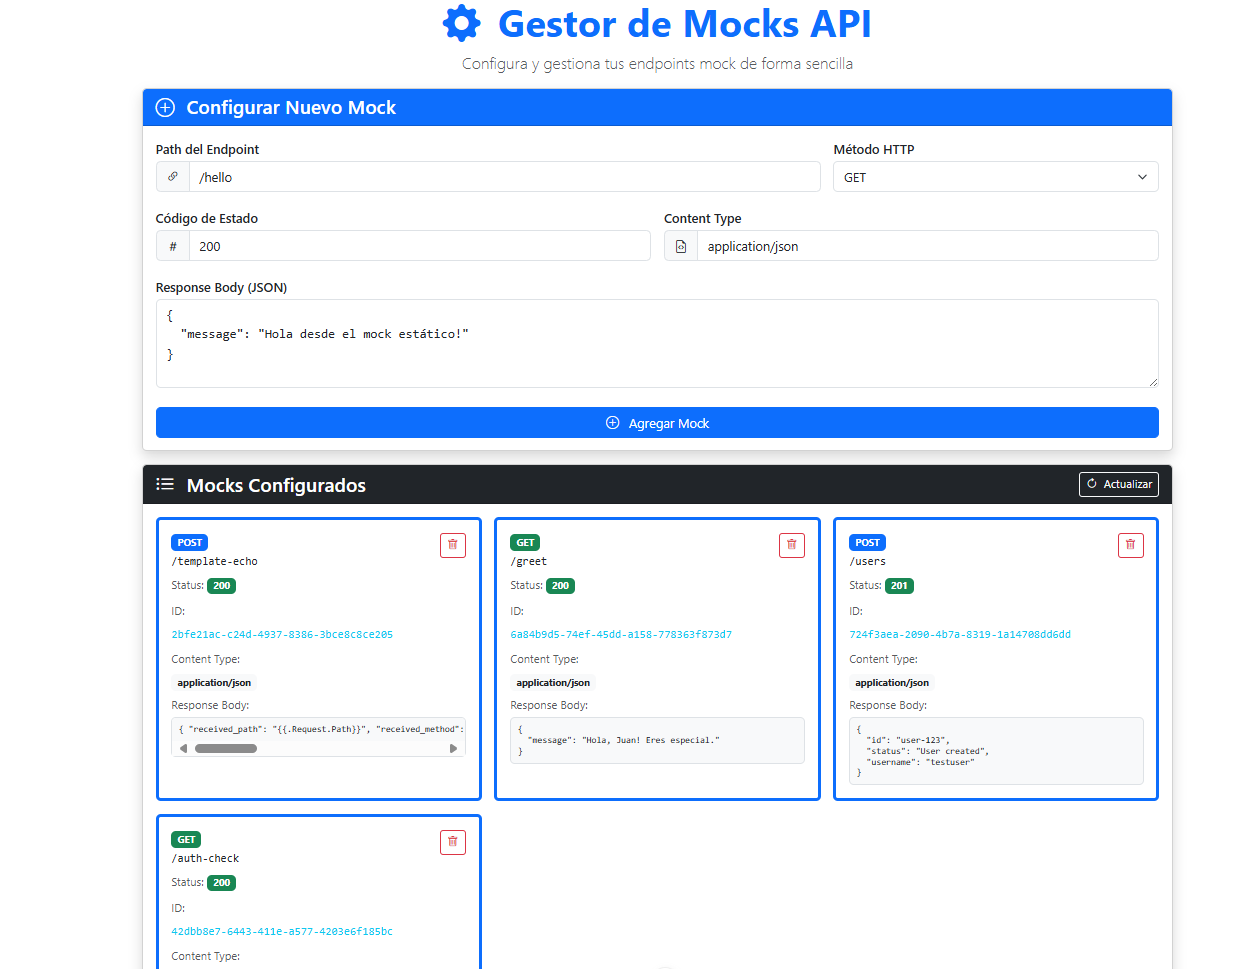 Gestor de Mocks API
Configura y gestiona tus endpoints mock de forma sencilla
Configurar Nuevo Mock
Path del Endpoint
Método HTTP
/hello
GET
Código de Estado
Content Type
# 200
application/json
Response Body (JSON)
{
"message": "Hola desde el mock estático!"
}
Agregar Mock
Mocks Configurados
Actualizar
POST
/template-echo
Status: 200
ID:
2bfe21ac-c24d-4937-8386-3bce8c8ce205
Content Type:
application/json
Response Body:
{ "received_path": "{{.Request.Path}}", "received_method":
GET
/greet
Status: 200
ID:
6a84b9d5-74ef-45dd-a158-778363f873d7
Content Type:
application/json
Response Body:
{
"message": "Hola, Juan! Eres especial."
}
POST
/users
Status: 201
ID:
724f3aea-2090-4b7a-8319-1a14708dd6dd
Content Type:
application/json
Response Body:
{
"id": "user-123",
"status": "User created",
"username": "testuser"
}
GET
/auth-check
Status: 200
ID:
42dbb8e7-6443-411e-a577-4203e6f185bc
Content Type: